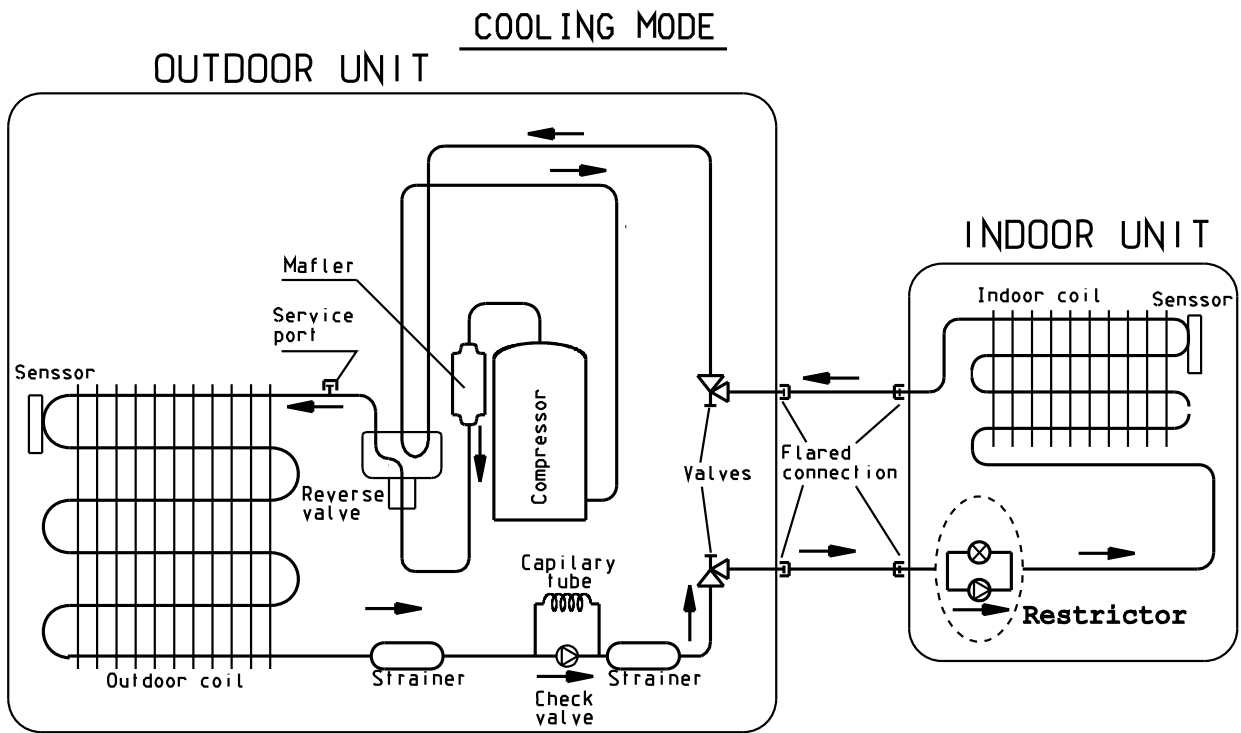 COOLING MODE
OUTDOOR UNIT
INDOOR UNIT
Mafler
Service
port
Senssor
Indoor coil
Senssor
Compressor
Reverse
valve
Valves
Flared
connection
Capilary
tube
Restrictor
Outdoor coil
Strainer
Strainer
Check
valve